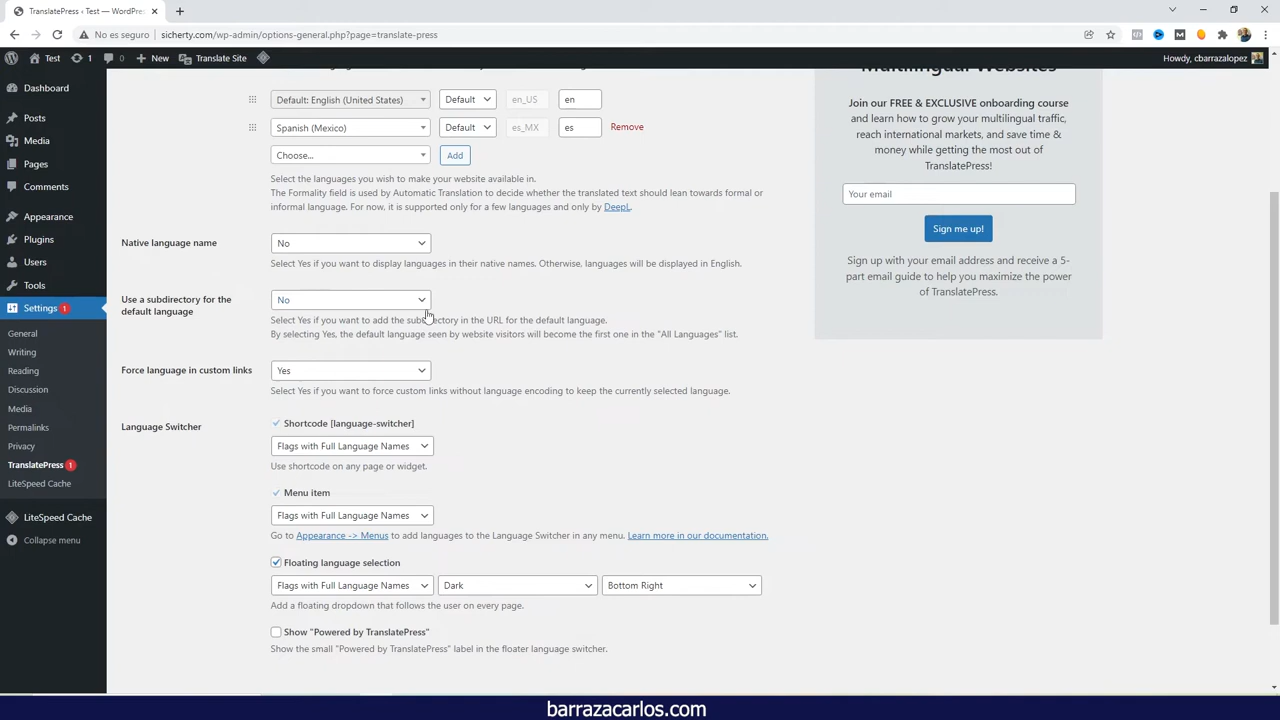 TranslatePress ‹ Test — WordPre
No es seguro
sicherty.com/wp-admin/options-general.php?page=translate-press
Test
1
0
New
Translate Site
Howdy, cbarrazalopez
Dashboard
Posts
Media
Pages
Comments
Appearance
Plugins
Users
Tools
Settings 1
General
Writing
Reading
Discussion
Media
Permalinks
Privacy
TranslatePress 1
LiteSpeed Cache
LiteSpeed Cache
Collapse menu
Default: English (United States)
Default
en_US
en
Spanish (Mexico)
Default
es_MX
es
Remove
Choose...
Add
Select the languages you wish to make your website available in.
The Formality field is used by Automatic Translation to decide whether the translated text should lean towards formal or
informal language. For now, it is supported only for a few languages and only by DeepL.
Native language name
No
Select Yes if you want to display languages in their native names. Otherwise, languages will be displayed in English.
Use a subdirectory for the
default language
No
Select Yes if you want to add the subdirectory in the URL for the default language.
By selecting Yes, the default language seen by website visitors will become the first one in the "All Languages" list.
Force language in custom links
Yes
Select Yes if you want to force custom links without language encoding to keep the currently selected language.
Language Switcher
Shortcode [language-switcher]
Flags with Full Language Names
Use shortcode on any page or widget.
Menu item
Flags with Full Language Names
Go to Appearance -> Menus to add languages to the Language Switcher in any menu. Learn more in our documentation.
Floating language selection
Flags with Full Language Names
Dark
Bottom Right
Add a floating dropdown that follows the user on every page.
Show "Powered by TranslatePress"
Show the small "Powered by TranslatePress" label in the floater language switcher.
Multilingual Websites
Join our FREE & EXCLUSIVE onboarding course
and learn how to grow your multilingual traffic,
reach international markets, and save time &
money while getting the most out of
TranslatePress!
Your email
Sign me up!
Sign up with your email address and receive a 5-
part email guide to help you maximize the power
of TranslatePress.
barrazacarlos.com